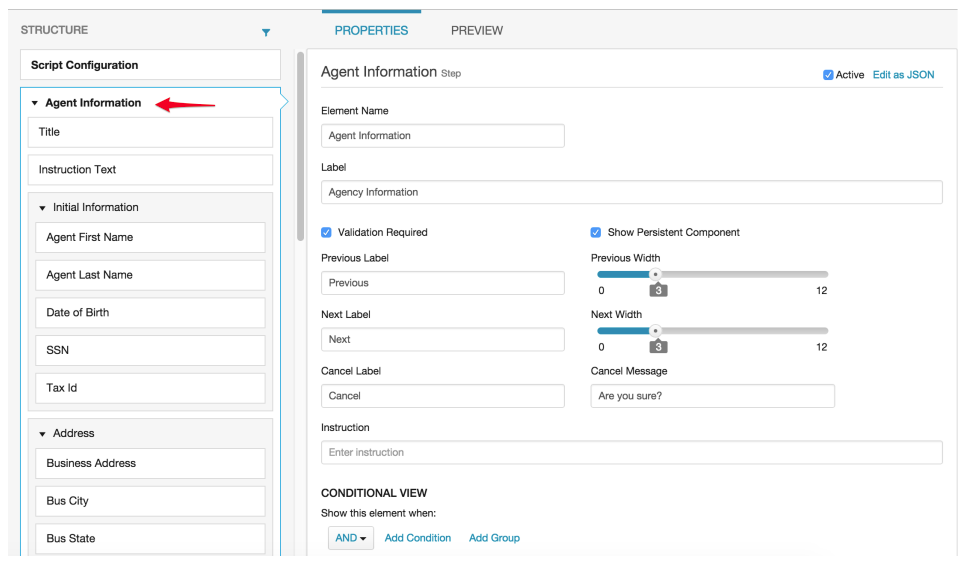 STRUCTURE
PROPERTIES PREVIEW
Script Configuration
Agent Information
Title
Instruction Text
Initial Information
Agent First Name
Agent Last Name
Date of Birth
SSN
Tax Id
Address
Business Address
Bus City
Bus State
Agent Information Step
Active Edit as JSON
Element Name
Agent Information
Label
Agency Information
Validation Required
Show Persistent Component
Previous Label
Previous
Previous Width
0 3 12
Next Label
Next
Next Width
0 3 12
Cancel Label
Cancel
Cancel Message
Are you sure?
Instruction
Enter instruction
CONDITIONAL VIEW
Show this element when:
AND Add Condition Add Group